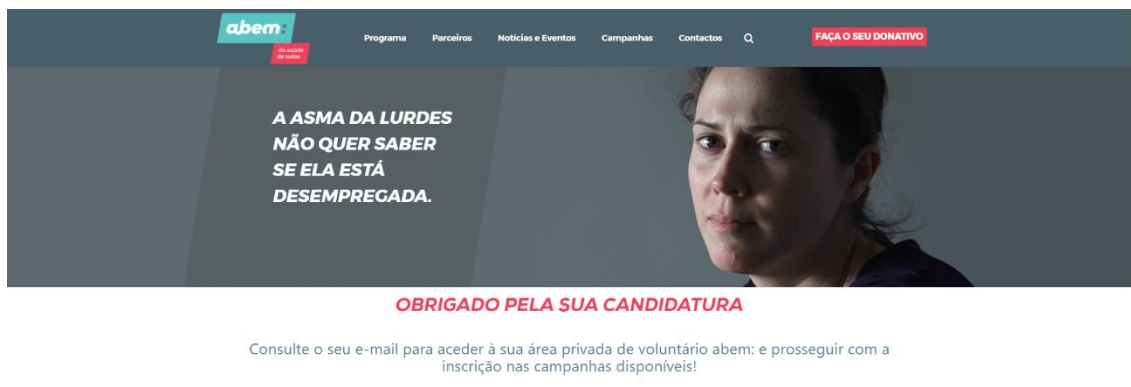 abem:
da saúde
de todos
Programa Parceiros Notícias e Eventos Campanhas Contactos FAÇA O SEU DONATIVO
A ASMA DA LURDES
NÃO QUER SABER
SE ELA ESTÁ
DESEMPREGADA.
OBRIGADO PELA SUA CANDIDATURA
Consulte o seu e-mail para aceder à sua área privada de voluntário abem: e prosseguir com a
inscrição nas campanhas disponíveis!